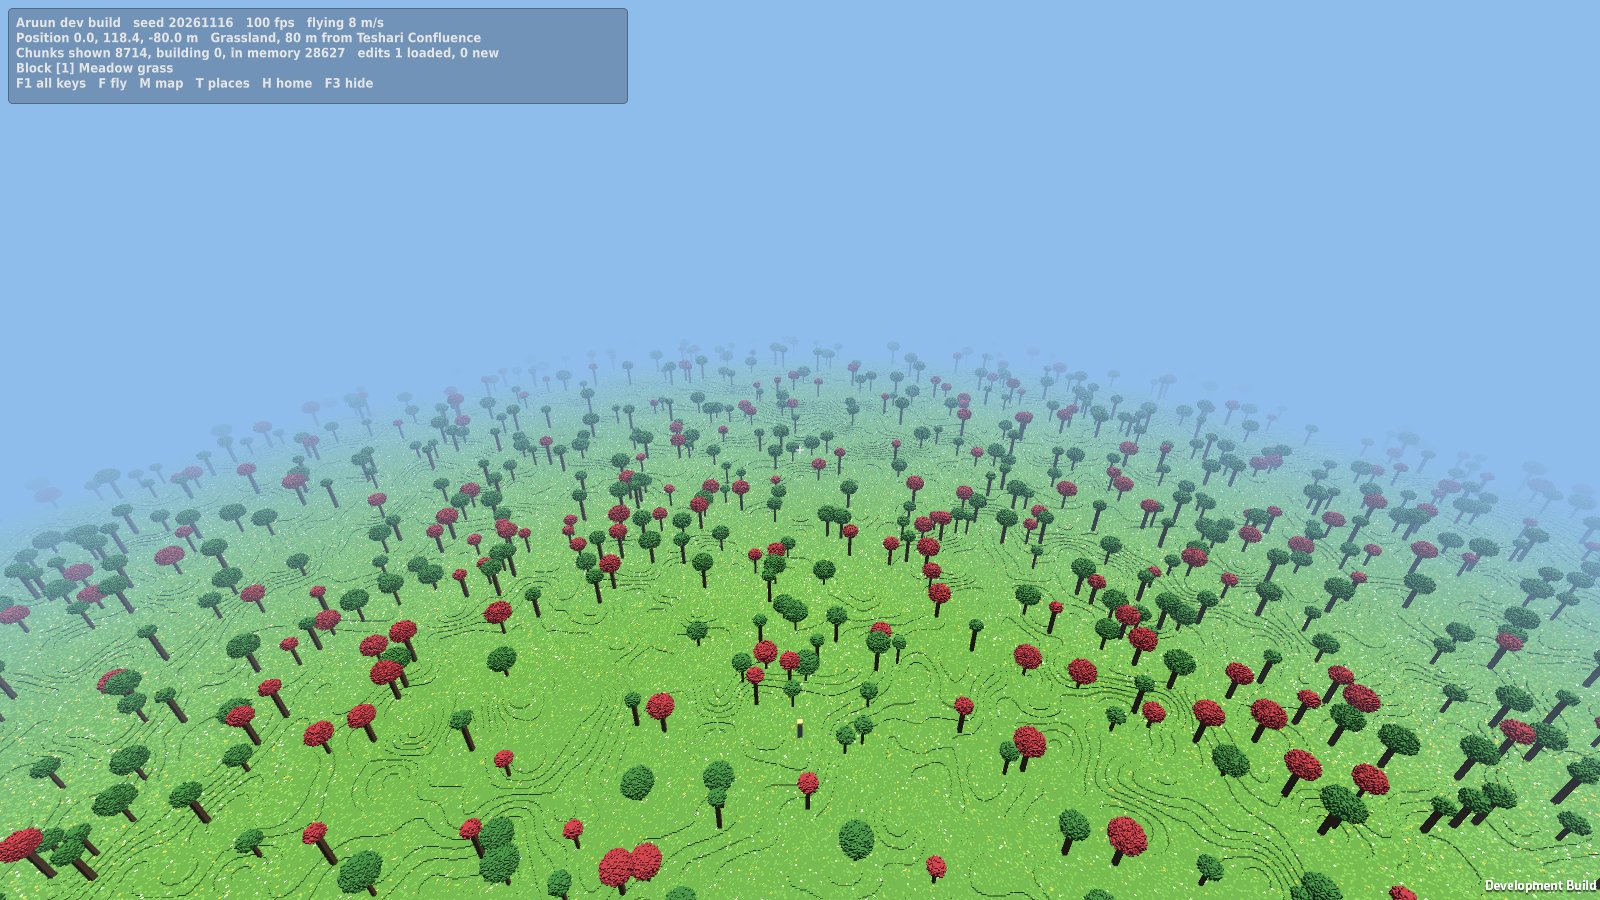 Aruun dev build   seed 20261116   100 fps   flying 8 m/s
Position 0.0, 118.4, -80.0 m   Grassland, 80 m from Teshari Confluence
Chunks shown 8714, building 0, in memory 28627   edits 1 loaded, 0 new
Block [1] Meadow grass
F1 all keys   F fly   M map   T places   H home   F3 hide
Development Build